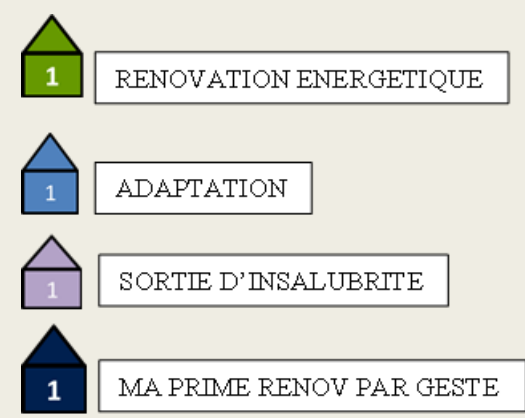 1 RENOVATION ENERGETIQUE
1 ADAPTATION
1 SORTIE D'INSALUBRITE
1 MA PRIME RENOV PAR GESTE